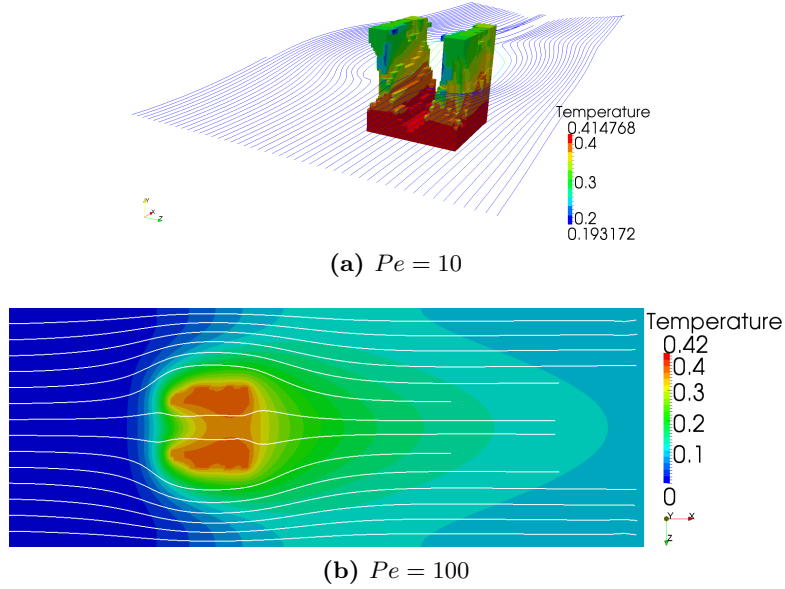 Temperature
0.414768
0.4
0.3
0.2
0.193172
Y
X
Z
(a) Pe = 10
Temperature
0.42
0.4
0.3
0.2
0.1
0
Y
X
Z
(b) Pe = 100